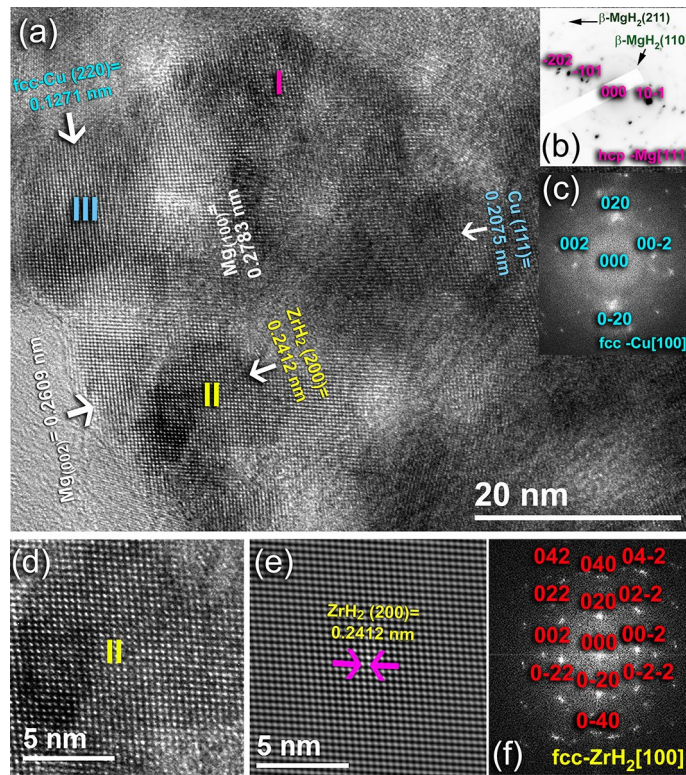 (a)
fcc-Cu (220)=
0.1271 nm
I
III
Mg(100)=
0.2783 nm
Cu (111)=
0.2075 nm
ZrH2 (200)=
0.2412 nm
II
Mg(002)= 0.2609 nm
20 nm
β-MgH2(211)
β-MgH2(110
-202
-101
000
10-1
(b)
hcp -Mg[111]
(c)
020
002
00-2
000
0-20
fcc -Cu[100]
(d)
II
5 nm
(e)
ZrH2 (200)=
0.2412 nm
5 nm
042
040
04-2
022
020
02-2
002
000
00-2
0-22
0-20
0-2-2
0-40
(f)
fcc-ZrH2[100]